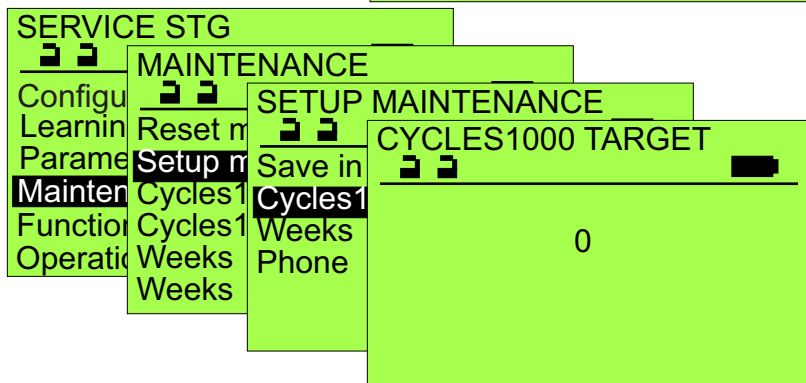 SERVICE STG
Configu
Learnin
Parame
Mainten
Function
Operatio
MAINTENANCE
Reset m
Setup m
Cycles1
Cycles1
Weeks
Weeks
SETUP MAINTENANCE
Save in
Cycles1
Weeks
Phone
CYCLES1000 TARGET
0